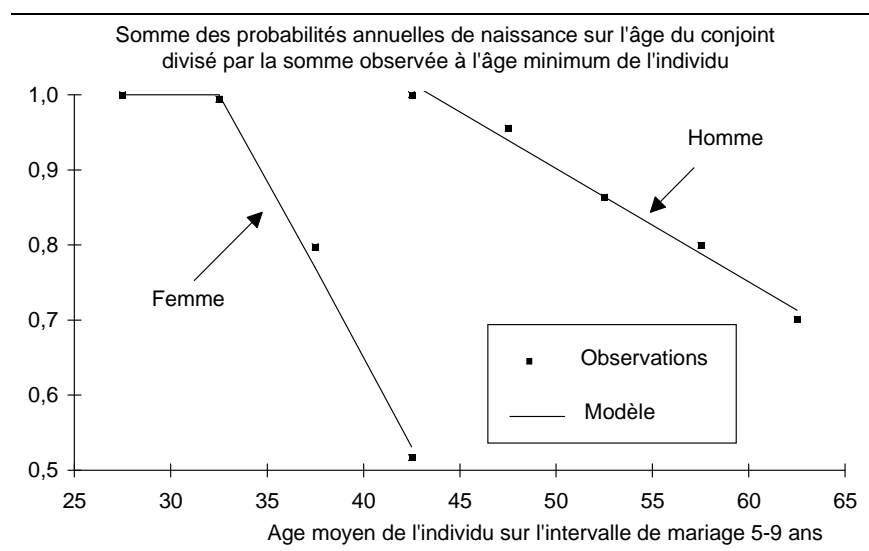 Somme des probabilités annuelles de naissance sur l'âge du conjoint
divisé par la somme observée à l'âge minimum de l'individu
1,0
0,9
0,8
0,7
0,6
0,5
Homme
Femme
Observations
Modèle
25 30 35 40 45 50 55 60 65
Age moyen de l'individu sur l'intervalle de mariage 5-9 ans